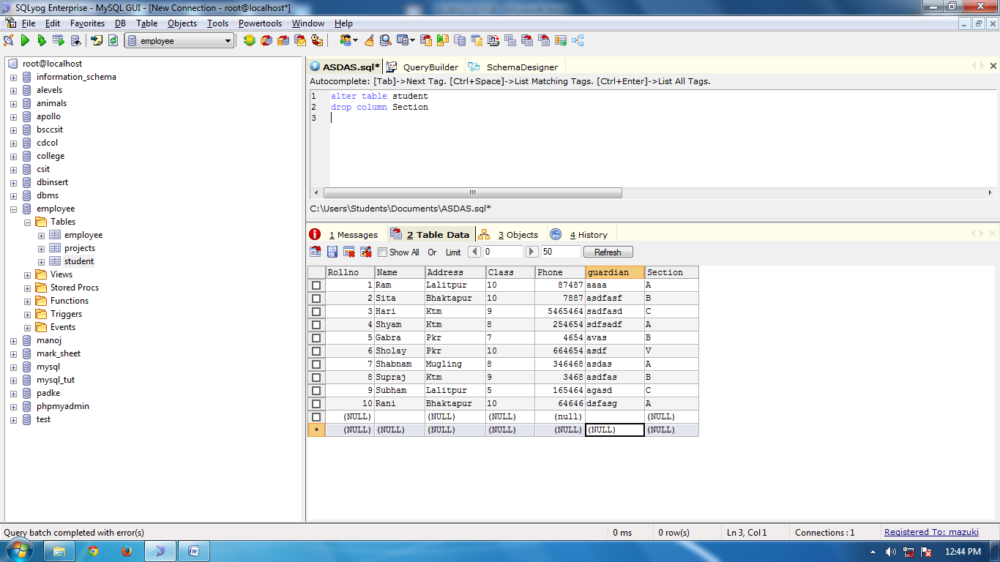 SQLyog Enterprise - MySQL GUI - [New Connection - root@localhost*]
File Edit Favorites DB Table Objects Tools Powertools Window Help
employee
root@localhost
information_schema
alevels
animals
apollo
bsccsit
cdcol
college
csit
dbinsert
dbms
employee
Tables
employee
projects
student
Views
Stored Procs
Functions
Triggers
Events
manoj
mark_sheet
mysql
mysql_tut
padke
phpmyadmin
test
ASDAS.sql* QueryBuilder SchemaDesigner
Autocomplete: [Tab]->Next Tag. [Ctrl+Space]->List Matching Tags. [Ctrl+Enter]->List All Tags.
1 alter table student
2 drop column Section
3
C:\Users\Students\Documents\ASDAS.sql*
1 Messages 2 Table Data 3 Objects 4 History
Show All Or Limit 0 50 Refresh
Rollno Name Address Class Phone guardian Section
1 Ram Lalitpur 10 87487 aaaa A
2 Sita Bhaktapur 10 7887 asdfasf B
3 Hari Ktm 9 5465464 sadfasd C
4 Shyam Ktm 8 254654 sdfsadf A
5 Gabra Pkr 7 4654 avas B
6 Sholay Pkr 10 664654 asdf V
7 Shabnam Mugling 8 346468 asdas A
8 Supraj Ktm 9 3468 asdfas B
9 Subham Lalitpur 5 165464 agasd C
10 Rani Bhaktapur 10 64646 dsfasg A
(NULL) (NULL) (NULL) (null) (NULL)
* (NULL) (NULL) (NULL) (NULL) (NULL) (NULL) (NULL)
Query batch completed with error(s) 0 ms 0 row(s) Ln 3, Col 1 Connections : 1 Registered To: mazuki
12:44 PM